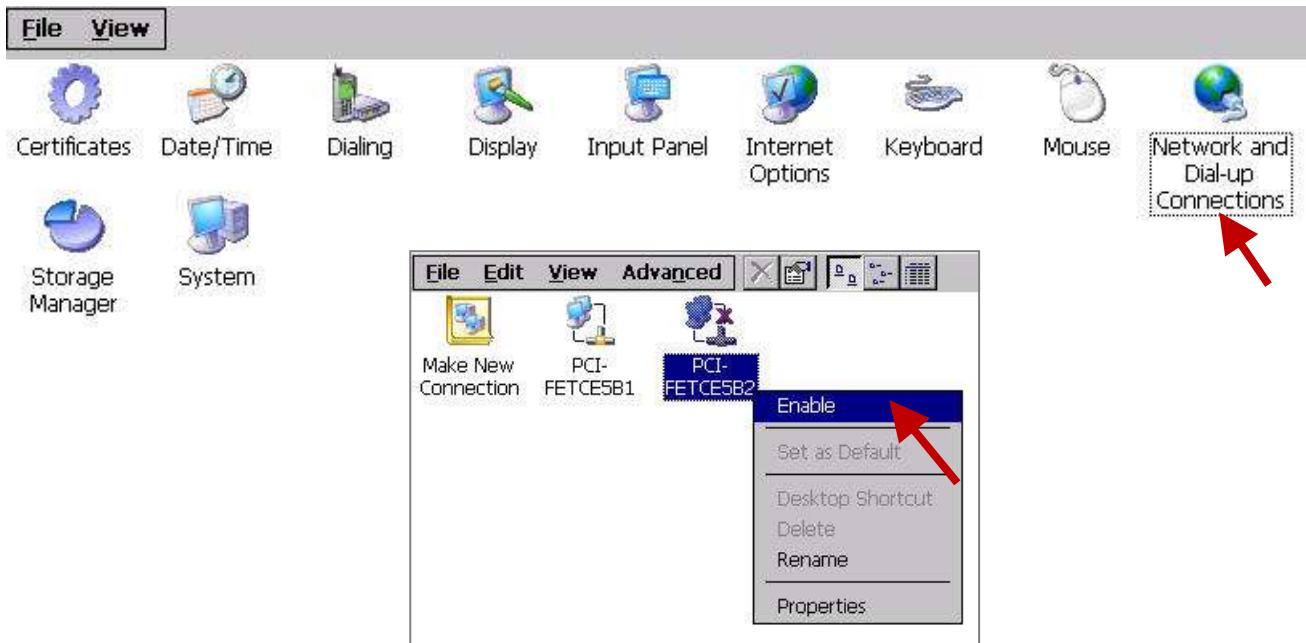 File View
Certificates
Date/Time
Dialing
Display
Input Panel
Internet
Options
Keyboard
Mouse
Network and
Dial-up
Connections
Storage
Manager
System
File Edit View Advanced
Make New
Connection
PCI-
FETCE5B1
PCI-
FETCE5B2
Enable
Set as Default
Desktop Shortcut
Delete
Rename
Properties